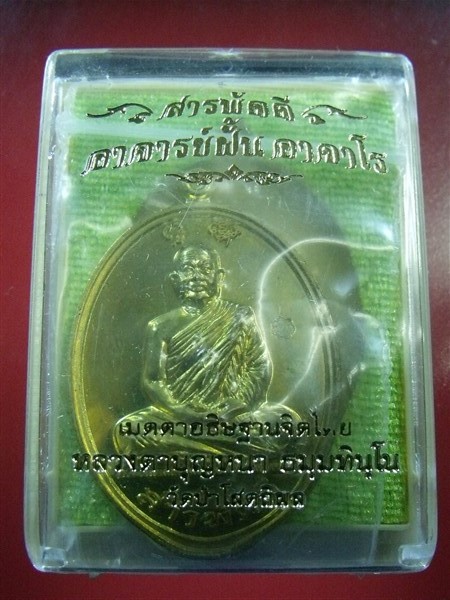 สารพัดดี
อาจารย์ฝั้น อาจาโร
เมตตาอธิษฐานจิตโดย
หลวงตาบุญหนา ธมฺมทินฺโน
วัดป่าโสตถิผล